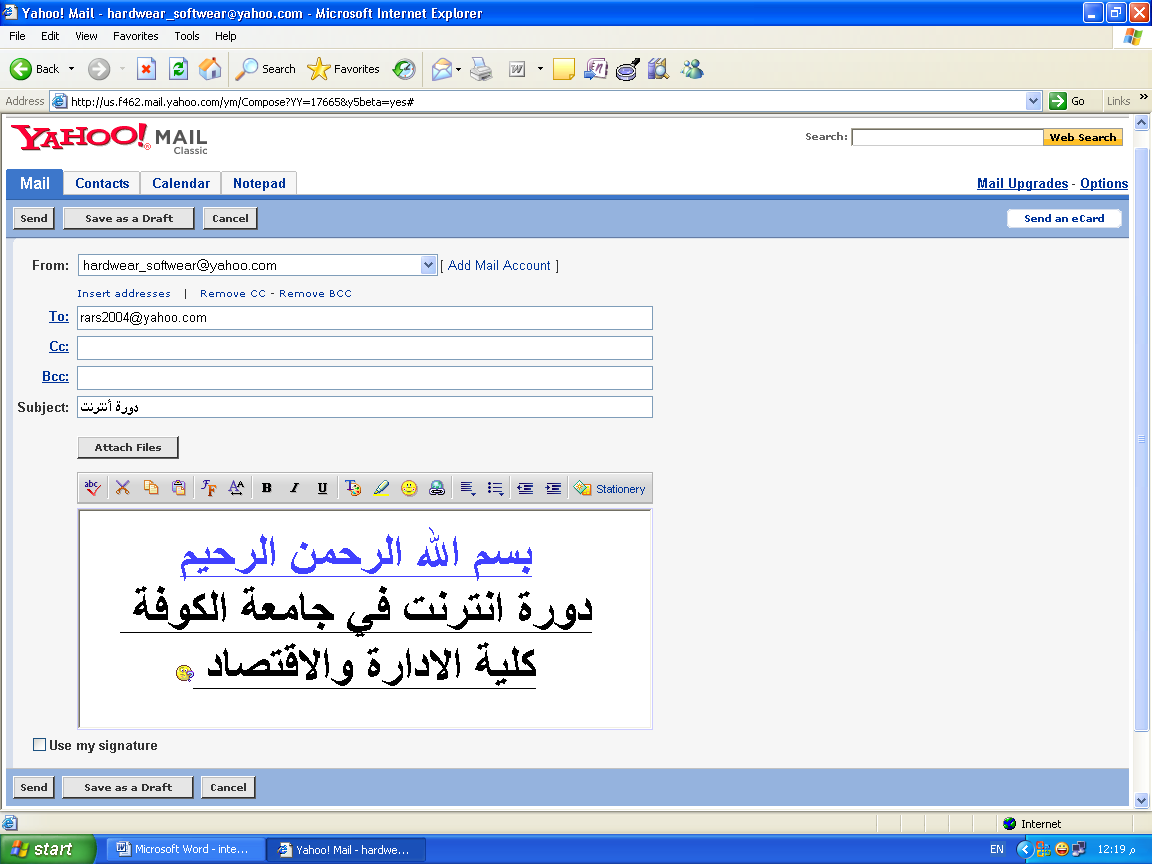 Yahoo! Mail - hardwear_softwear@yahoo.com - Microsoft Internet Explorer
File Edit View Favorites Tools Help
Back Search Favorites
Address http://us.f462.mail.yahoo.com/ym/Compose?YY=17665&y5beta=yes# Go Links »
YAHOO! MAIL Classic Search: Web Search
Mail Contacts Calendar Notepad Mail Upgrades - Options
Send Save as a Draft Cancel Send an eCard
From: hardwear_softwear@yahoo.com [ Add Mail Account ]
Insert addresses | Remove CC - Remove BCC
To: rars2004@yahoo.com
Cc:
Bcc:
Subject: دورة أنترنت
Attach Files
abc B I U Stationery
بسم الله الرحمن الرحيم
دورة انترنت في جامعة الكوفة
كلية الادارة والاقتصاد
Use my signature
Send Save as a Draft Cancel
Internet
start Microsoft Word - inte... Yahoo! Mail - hardwe... EN 12:19 م